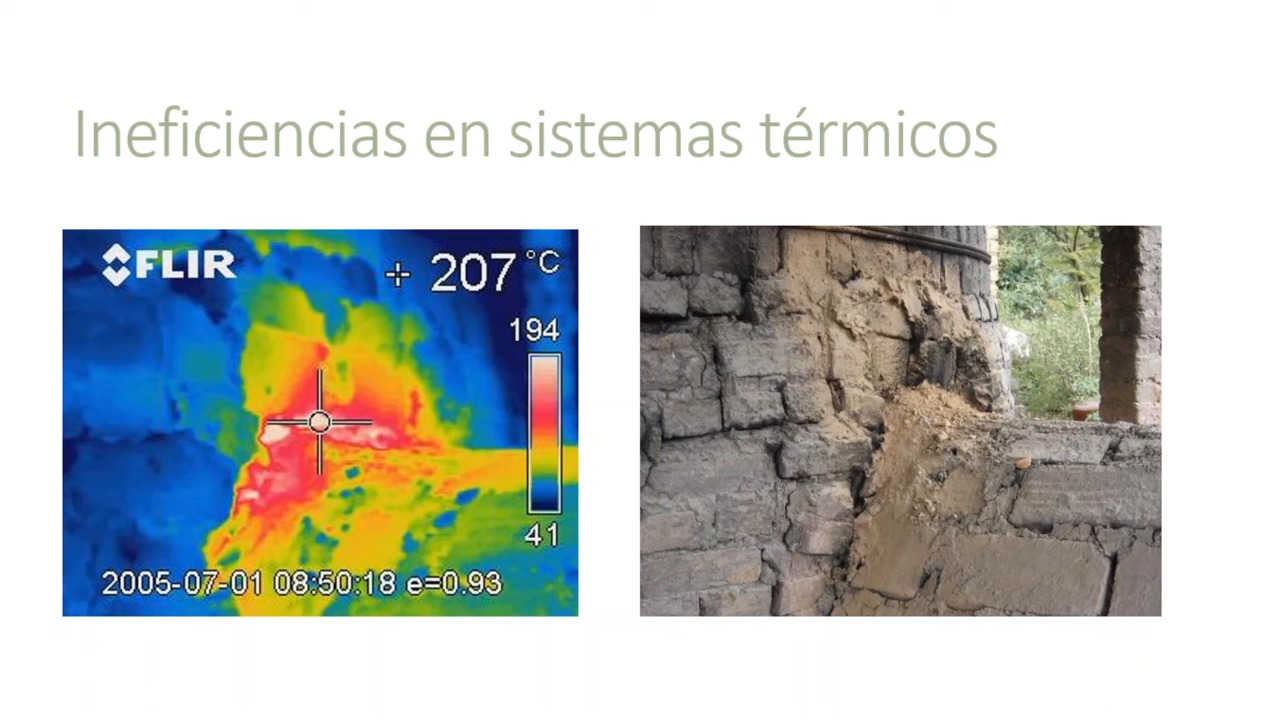 Ineficiencias en sistemas térmicos
FLIR
207 °C
194
41
2005-07-01 08:50:18 e=0.93